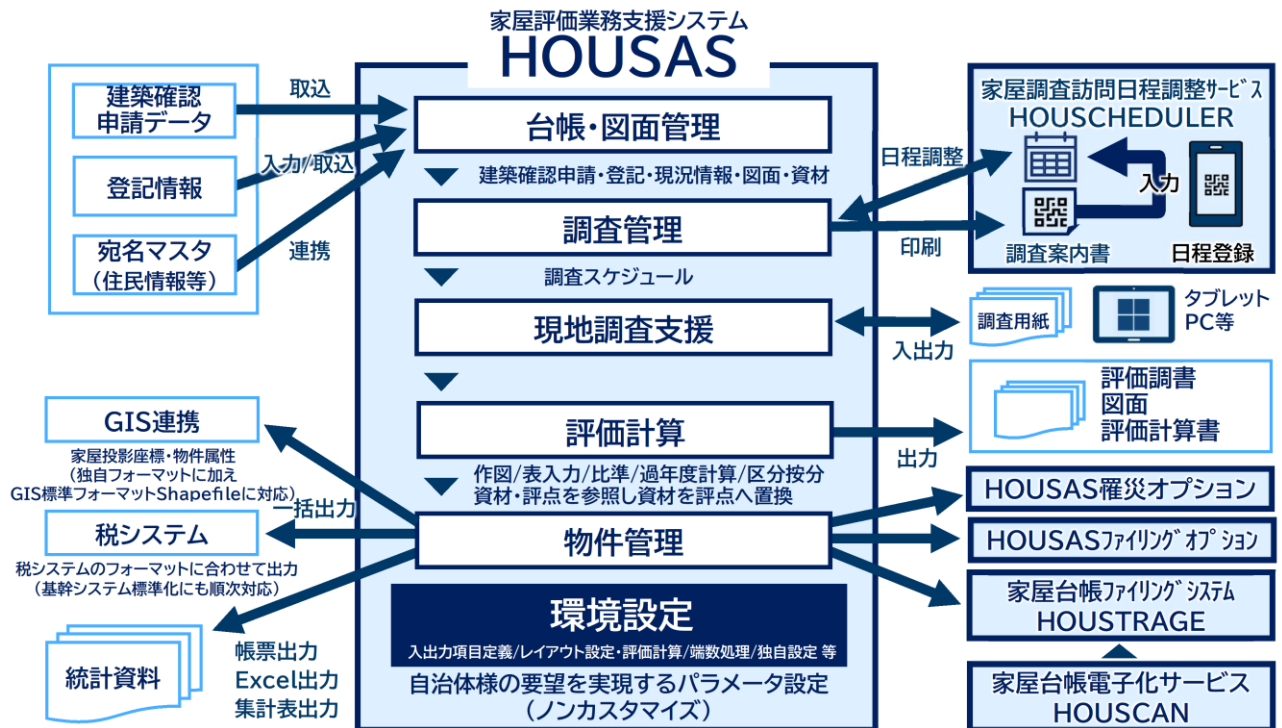 家屋評価業務支援システム
HOUSAS
建築確認
申請データ
登記情報
宛名マスタ
(住民情報等)
取込
入力/取込
連携
台帳・図面管理
建築確認申請・登記・現況情報・図面・資材
調査管理
調査スケジュール
現地調査支援
評価計算
作図/表入力/比準/過年度計算/区分按分
資材・評点を参照し資材を評点へ置換
物件管理
環境設定
入出力項目定義/レイアウト設定・評価計算/端数処理/独自設定 等
自治体様の要望を実現するパラメータ設定
(ノンカスタマイズ)
GIS連携
家屋投影座標・物件属性
(独自フォーマットに加え
GIS標準フォーマットShapefileに対応)
一括出力
税システム
税システムのフォーマットに合わせて出力
(基幹システム標準化にも順次対応)
統計資料
帳票出力
Excel出力
集計表出力
日程調整
印刷
家屋調査訪問日程調整サービス
HOUSCHEDULER
入力
調査案内書
日程登録
入出力
調査用紙
タブレット
PC等
出力
評価調書
図面
評価計算書
HOUSAS罹災オプション
HOUSASファイリングオプション
家屋台帳ファイリングシステム
HOUSTRAGE
家屋台帳電子化サービス
HOUSCAN